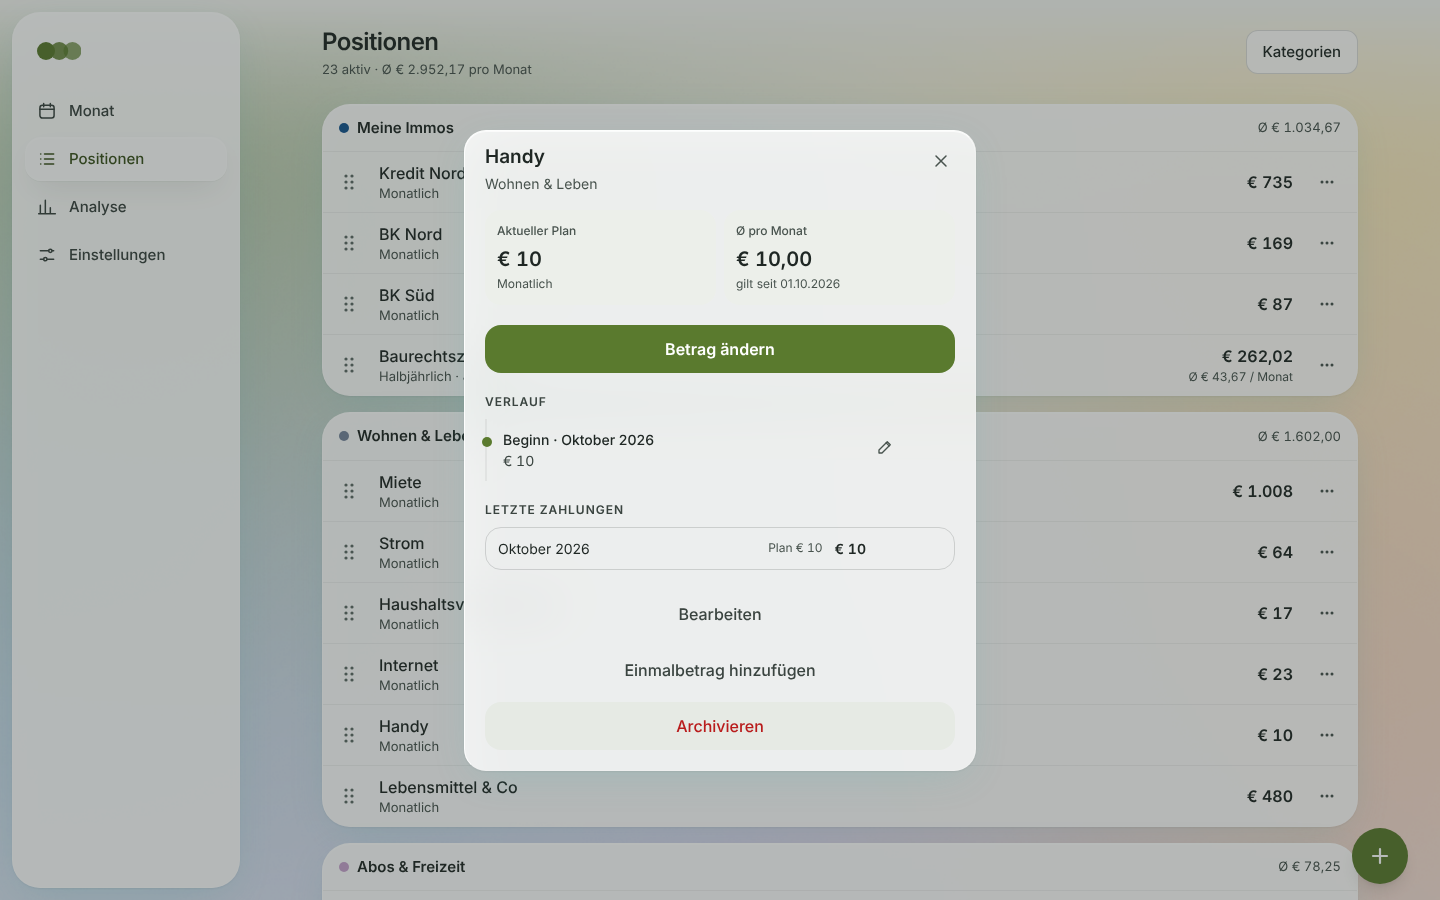 Monat
Positionen
Analyse
Einstellungen
Positionen
23 aktiv · Ø € 2.952,17 pro Monat
Kategorien
Meine Immos
Ø € 1.034,67
Kredit Nord
Monatlich
€ 735
BK Nord
Monatlich
€ 169
BK Süd
Monatlich
€ 87
Baurechtsz
Halbjährlich ·
€ 262,02
Ø € 43,67 / Monat
Wohnen & Lebe
Ø € 1.602,00
Miete
Monatlich
€ 1.008
Strom
Monatlich
€ 64
Haushaltsv
Monatlich
€ 17
Internet
Monatlich
€ 23
Handy
Monatlich
€ 10
Lebensmittel & Co
Monatlich
€ 480
Abos & Freizeit
Ø € 78,25
Handy
Wohnen & Leben
Aktueller Plan
€ 10
Monatlich
Ø pro Monat
€ 10,00
gilt seit 01.10.2026
Betrag ändern
VERLAUF
Beginn · Oktober 2026
€ 10
LETZTE ZAHLUNGEN
Oktober 2026 Plan € 10 € 10
Bearbeiten
Einmalbetrag hinzufügen
Archivieren